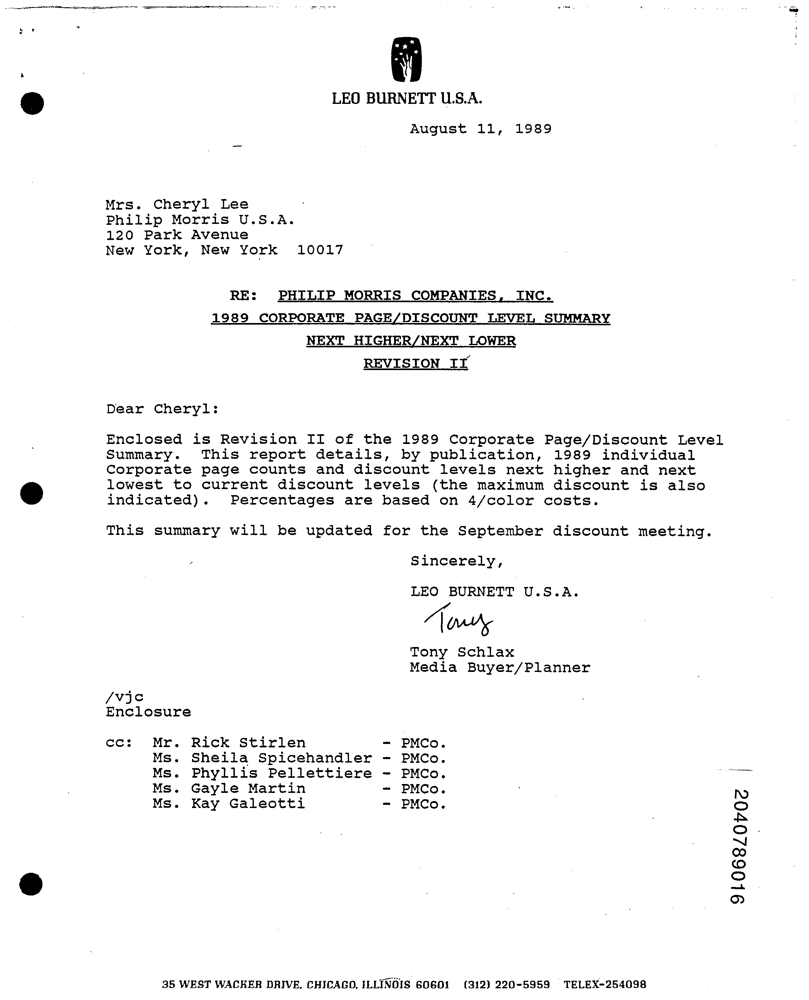 LEO BURNETT U.S.A.
August 11, 1989
Mrs. Cheryl Lee
Philip Morris U.S.A.
120 Park Avenue
New York, New York  10017
RE:  PHILIP MORRIS COMPANIES, INC.
1989 CORPORATE PAGE/DISCOUNT LEVEL SUMMARY
NEXT HIGHER/NEXT LOWER
REVISION II
Dear Cheryl:
Enclosed is Revision II of the 1989 Corporate Page/Discount Level
Summary.  This report details, by publication, 1989 individual
Corporate page counts and discount levels next higher and next
lowest to current discount levels (the maximum discount is also
indicated).  Percentages are based on 4/color costs.
This summary will be updated for the September discount meeting.
Sincerely,
LEO BURNETT U.S.A.
Tony
Tony Schlax
Media Buyer/Planner
/vjc
Enclosure
cc:  Mr. Rick Stirlen - PMCo.
Ms. Sheila Spicehandler - PMCo.
Ms. Phyllis Pellettiere - PMCo.
Ms. Gayle Martin - PMCo.
Ms. Kay Galeotti - PMCo.
2040789016
35 WEST WACKER DRIVE, CHICAGO, ILLINOIS 60601  (312) 220-5959  TELEX-254098